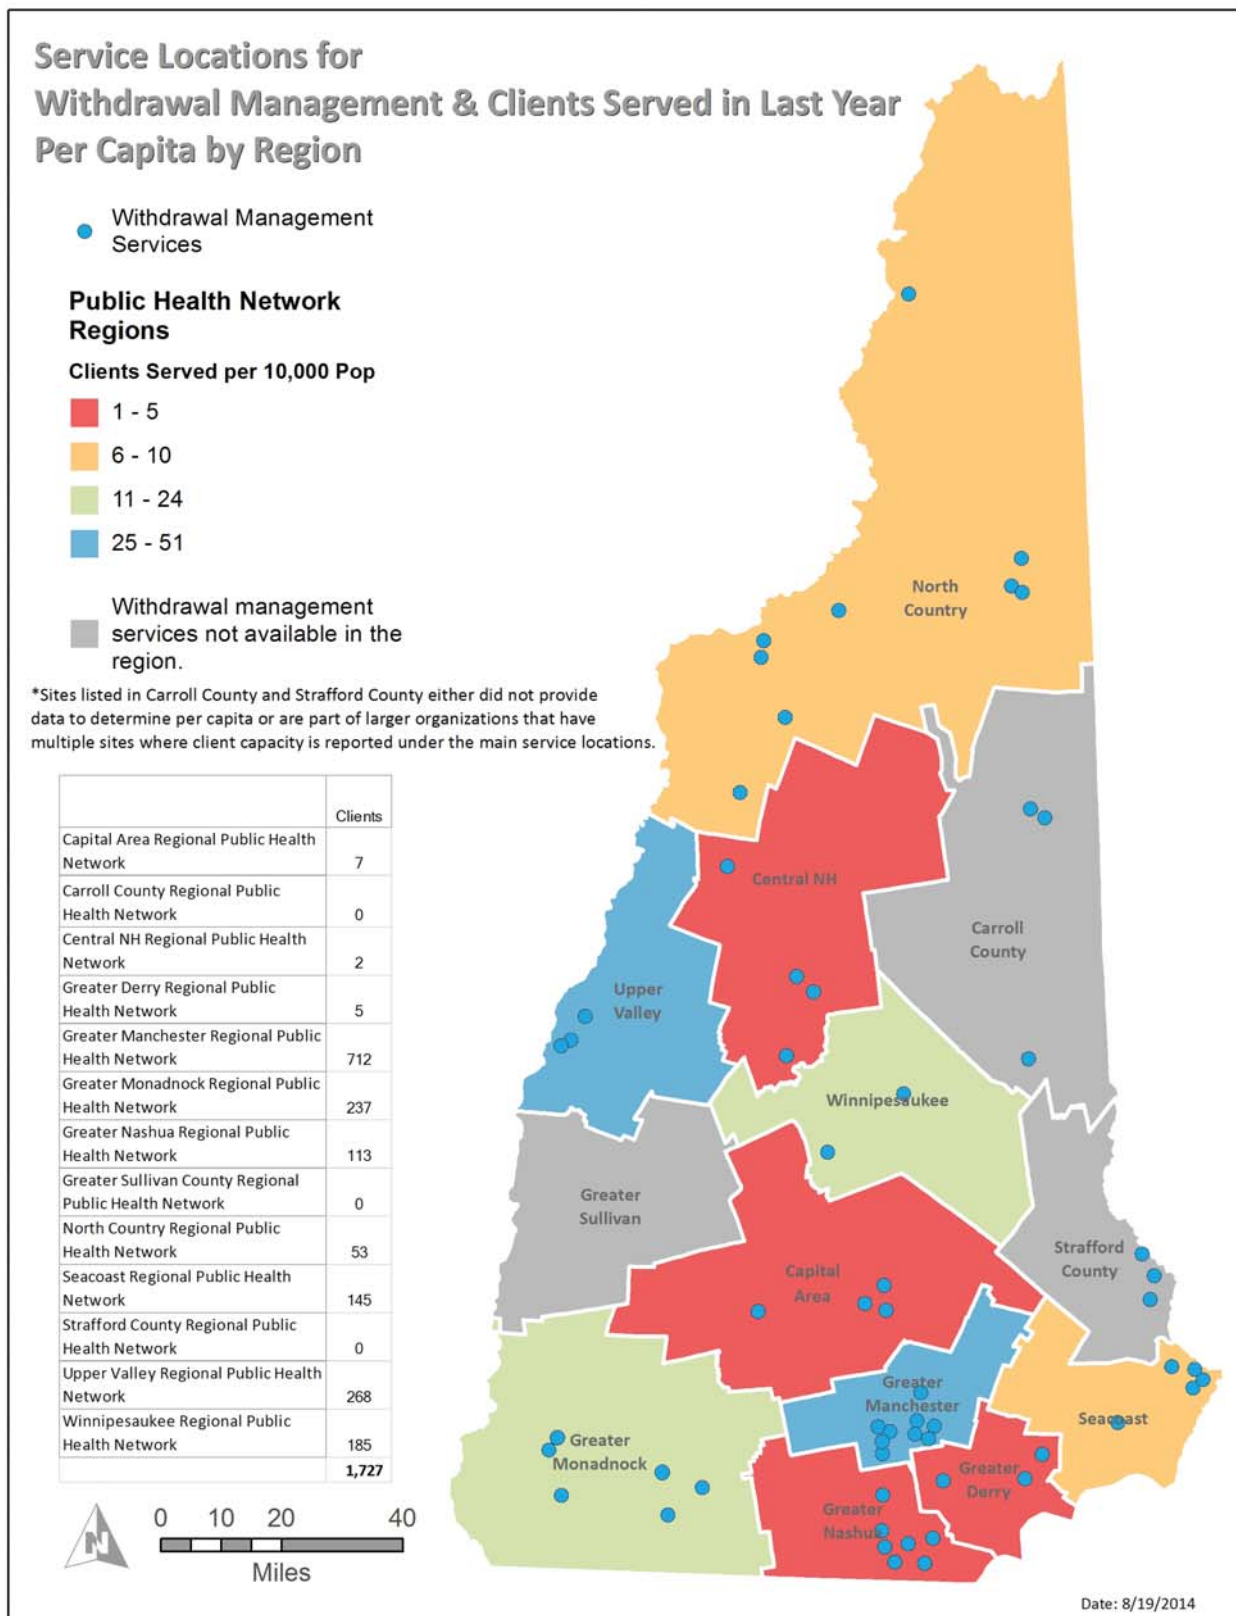 Service Locations for
Withdrawal Management & Clients Served in Last Year
Per Capita by Region
Withdrawal Management
Services
Public Health Network
Regions
Clients Served per 10,000 Pop
1 - 5
6 - 10
11 - 24
25 - 51
Withdrawal management
services not available in the
region.
*Sites listed in Carroll County and Strafford County either did not provide
data to determine per capita or are part of larger organizations that have
multiple sites where client capacity is reported under the main service locations.
Clients
Capital Area Regional Public Health
Network 7
Carroll County Regional Public
Health Network 0
Central NH Regional Public Health
Network 2
Greater Derry Regional Public
Health Network 5
Greater Manchester Regional Public
Health Network 712
Greater Monadnock Regional Public
Health Network 237
Greater Nashua Regional Public
Health Network 113
Greater Sullivan County Regional
Public Health Network 0
North Country Regional Public
Health Network 53
Seacoast Regional Public Health
Network 145
Strafford County Regional Public
Health Network 0
Upper Valley Regional Public Health
Network 268
Winnipesaukee Regional Public
Health Network 185
1,727
North
Country
Central NH
Carroll
County
Upper
Valley
Winnipesaukee
Greater
Sullivan
Strafford
County
Capital
Area
Greater
Manchester
Seacoast
Greater
Monadnock
Greater
Derry
Greater
Nashua
N
0 10 20 40
Miles
Date: 8/19/2014